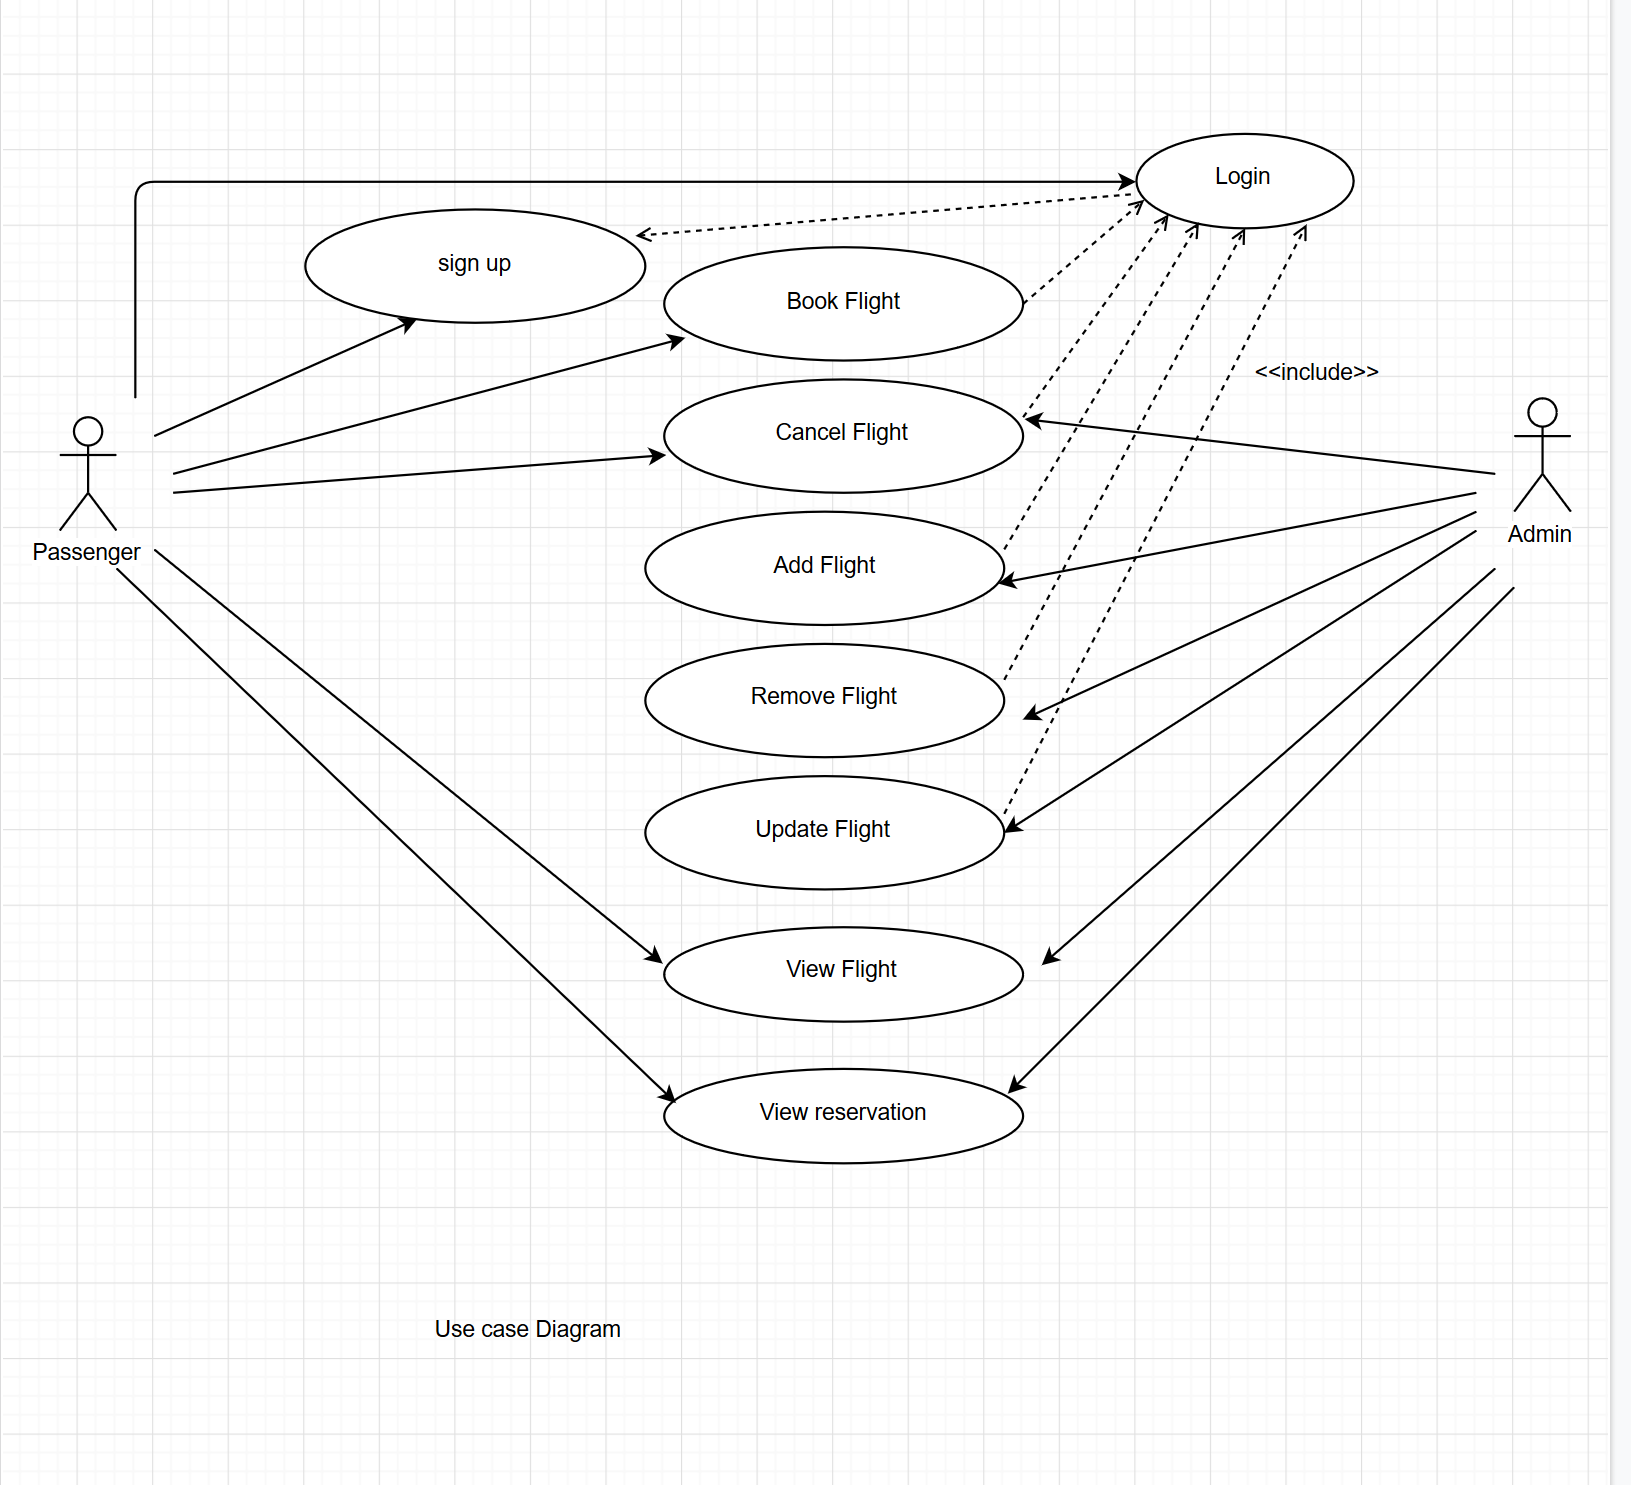 Login
sign up
Book Flight
<<include>>
Cancel Flight
Admin
Passenger
Add Flight
Remove Flight
Update Flight
View Flight
View reservation
Use case Diagram